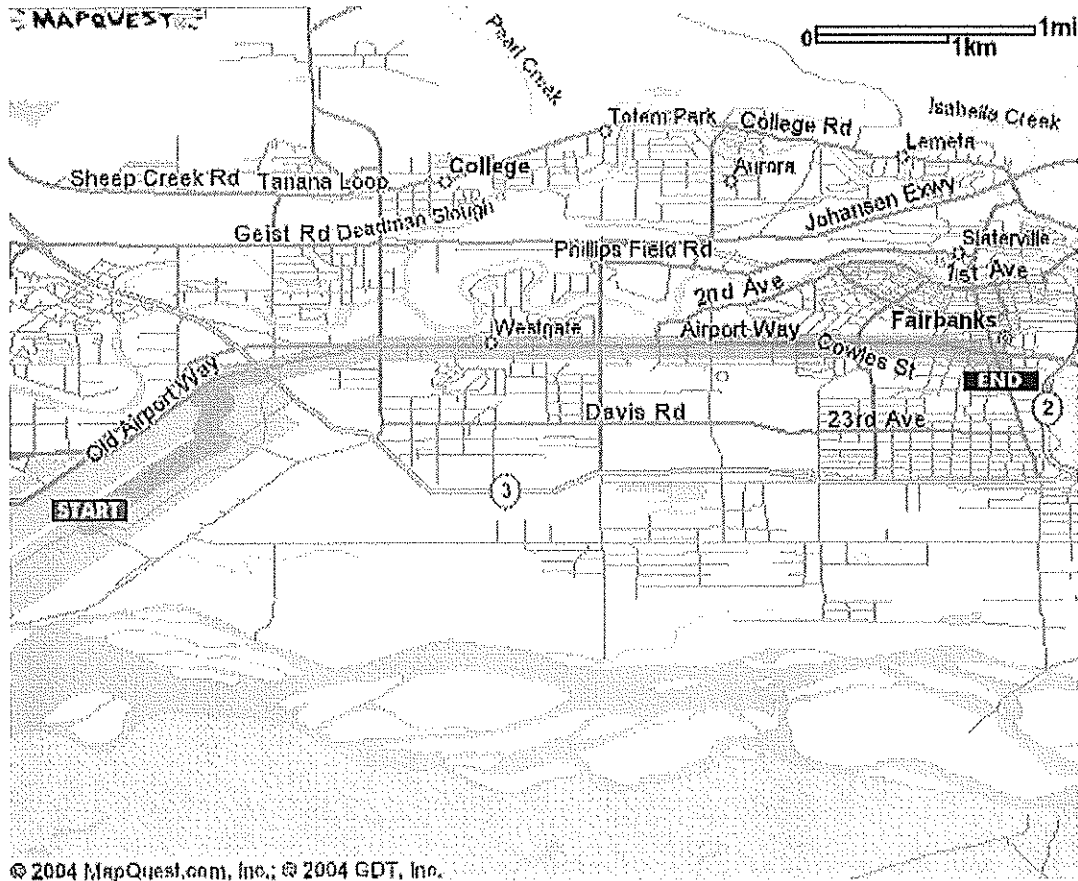 MAPQUEST
0 1mi
1km
Pearl Creek
Isabella Creek
Totem Park
College Rd
Lemeta
College
Aurora
Sheep Creek Rd
Tanana Loop
Johansen Exwy
Deadman Slough
Geist Rd
Phillips Field Rd
Slaterville
1st Ave
2nd Ave
Westgate
Airport Way
Fairbanks
Cowles St
END
Old Airport Way
Davis Rd
23rd Ave
2
3
START
© 2004 MapQuest.com, Inc.; © 2004 GDT, Inc.